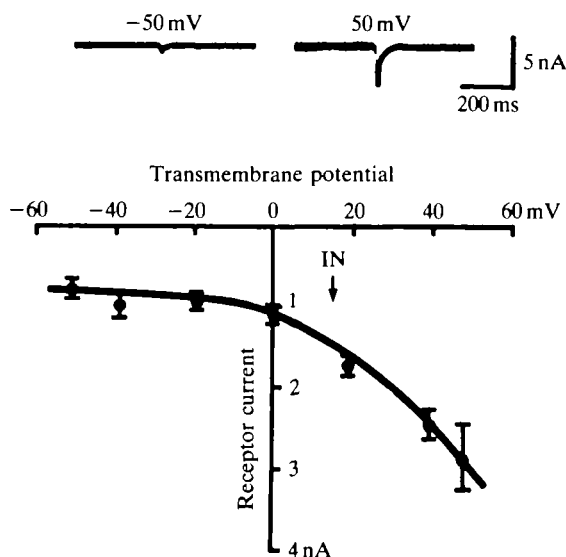 −50 mV 50 mV
5 nA
200 ms
Transmembrane potential
−60 −40 −20 0 20 40 60 mV
IN
1
2
3
4 nA
Receptor current